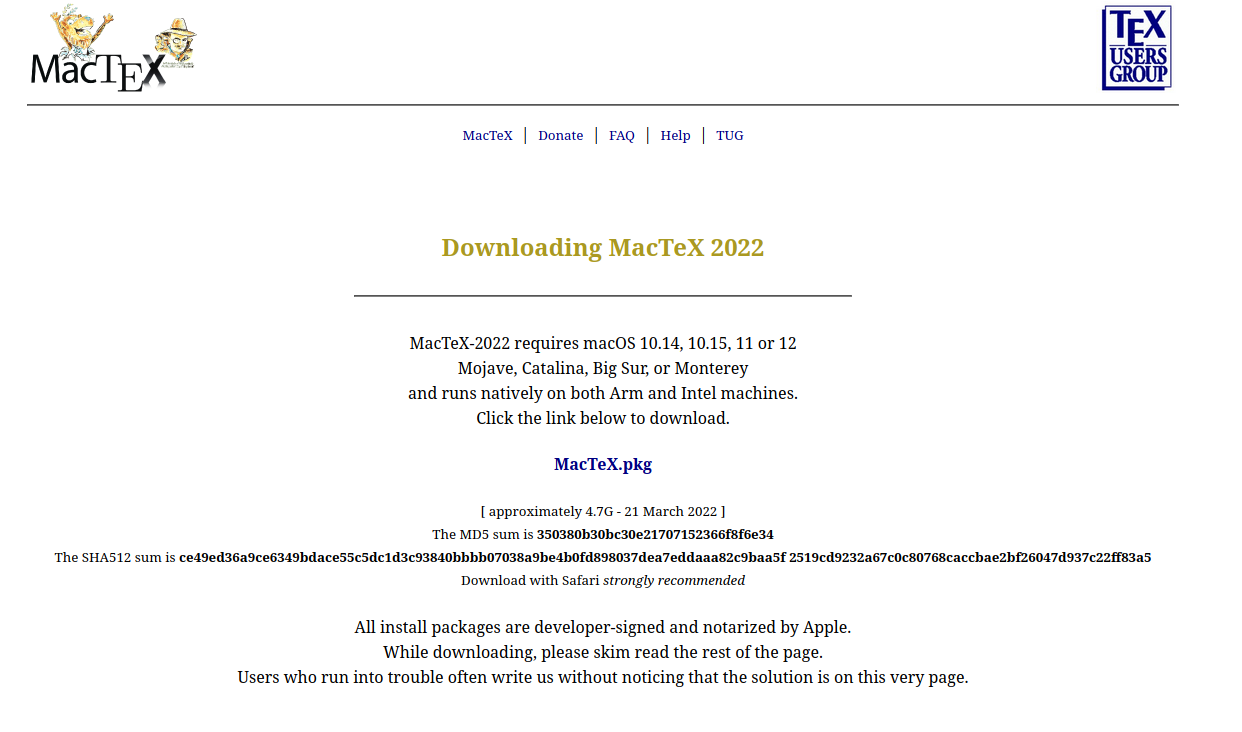 MacTEX
TEX
USERS
GROUP
MacTeX | Donate | FAQ | Help | TUG
Downloading MacTeX 2022
MacTeX-2022 requires macOS 10.14, 10.15, 11 or 12
Mojave, Catalina, Big Sur, or Monterey
and runs natively on both Arm and Intel machines.
Click the link below to download.
MacTeX.pkg
[ approximately 4.7G - 21 March 2022 ]
The MD5 sum is 350380b30bc30e21707152366f8f6e34
The SHA512 sum is ce49ed36a9ce6349bdace55c5dc1d3c93840bbbb07038a9be4b0fd898037dea7eddaaa82c9baa5f 2519cd9232a67c0c80768caccbae2bf26047d937c22ff83a5
Download with Safari strongly recommended
All install packages are developer-signed and notarized by Apple.
While downloading, please skim read the rest of the page.
Users who run into trouble often write us without noticing that the solution is on this very page.